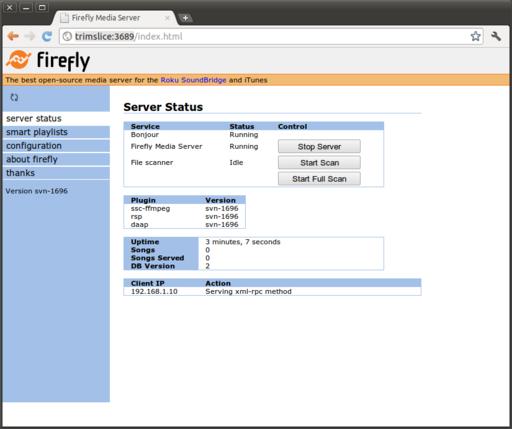 Firefly Media Server
trimslice:3689/index.html
firefly
The best open-source media server for the Roku SoundBridge and iTunes
server status
smart playlists
configuration
about firefly
thanks
Version svn-1696
Server Status
Service Status Control
Bonjour Running
Firefly Media Server Running Stop Server
File scanner Idle Start Scan
Start Full Scan
Plugin Version
ssc-ffmpeg svn-1696
rsp svn-1696
daap svn-1696
Uptime 3 minutes, 7 seconds
Songs 0
Songs Served 0
DB Version 2
Client IP Action
192.168.1.10 Serving xml-rpc method